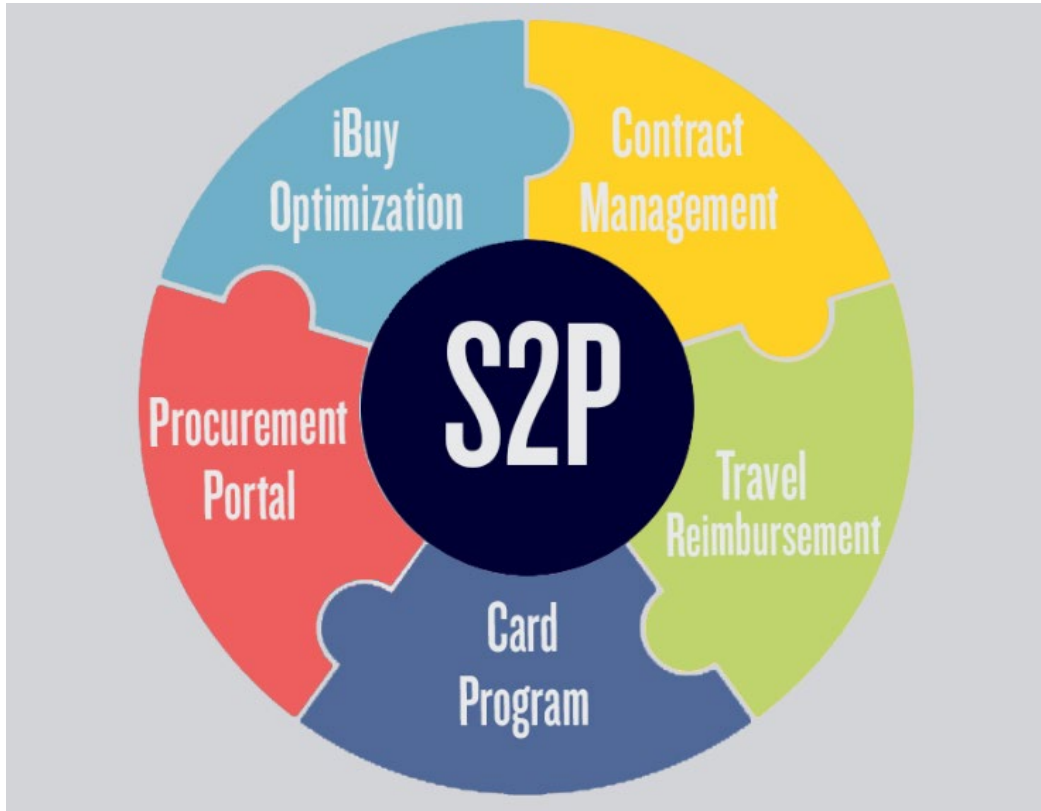 iBuy
Optimization
Contract
Management
S2P
Procurement
Portal
Travel
Reimbursement
Card
Program